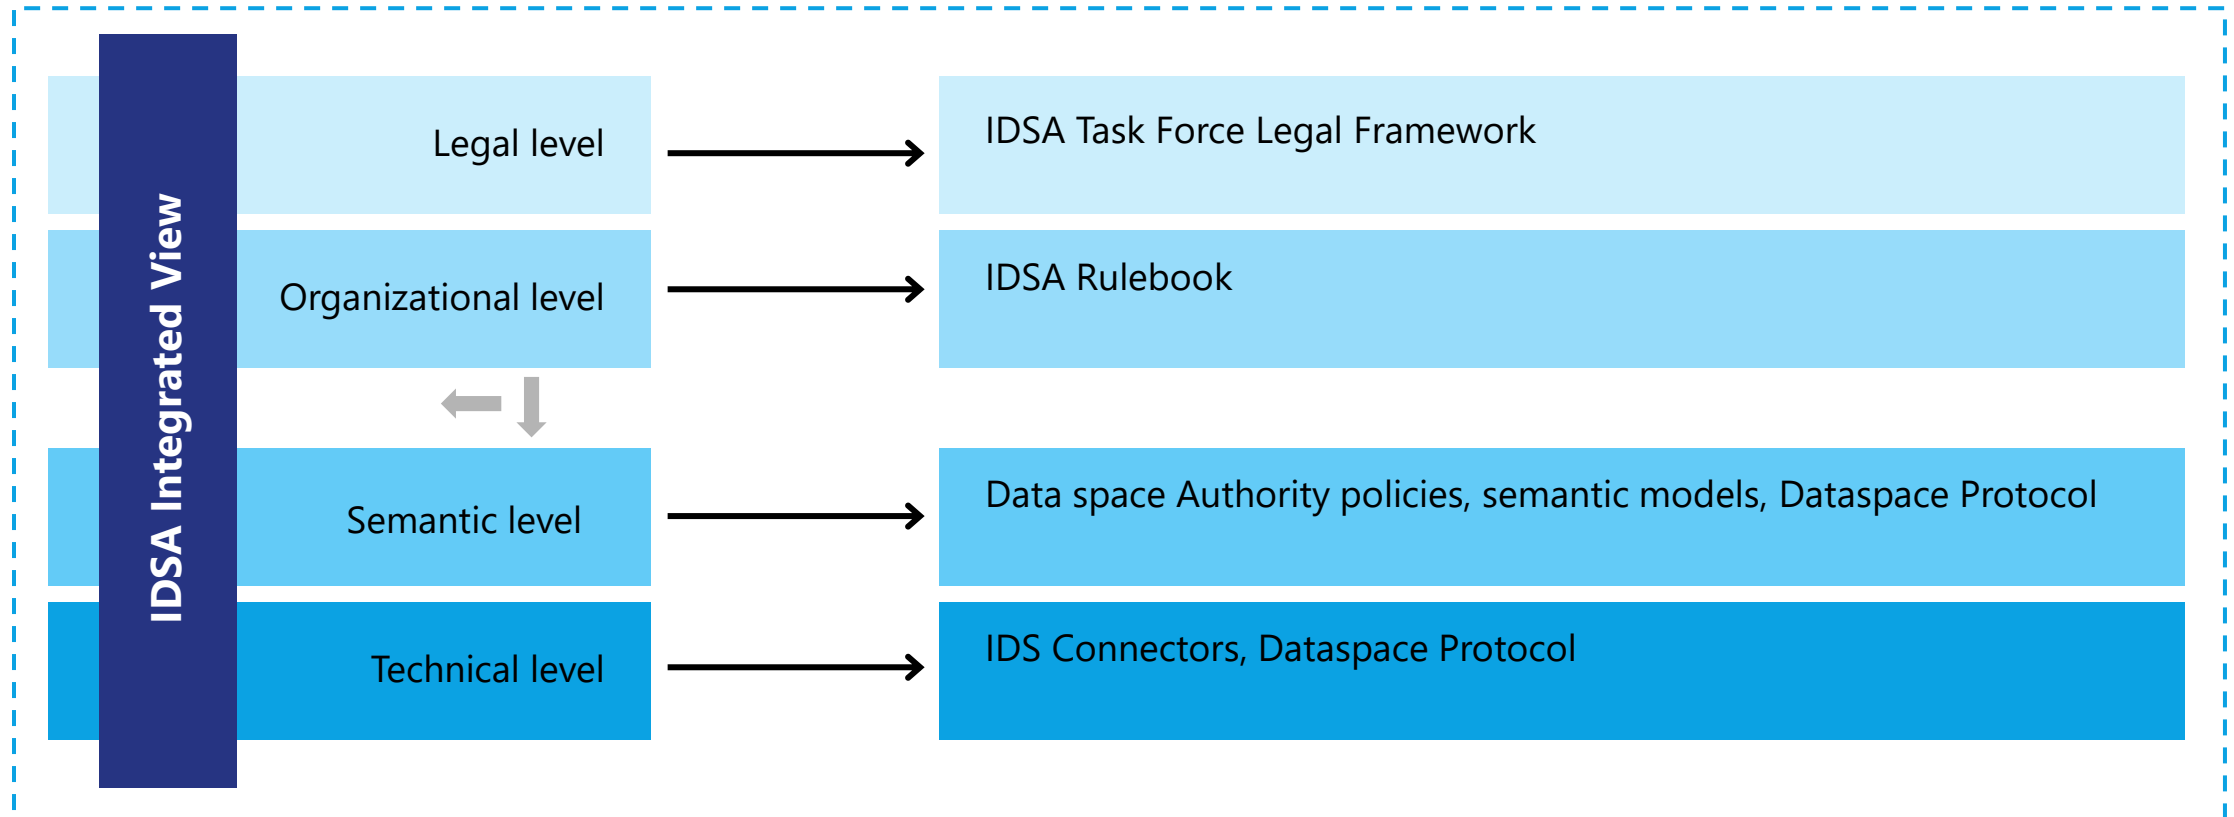 IDSA Integrated View
Legal level
IDSA Task Force Legal Framework
Organizational level
IDSA Rulebook
Semantic level
Data space Authority policies, semantic models, Dataspace Protocol
Technical level
IDS Connectors, Dataspace Protocol